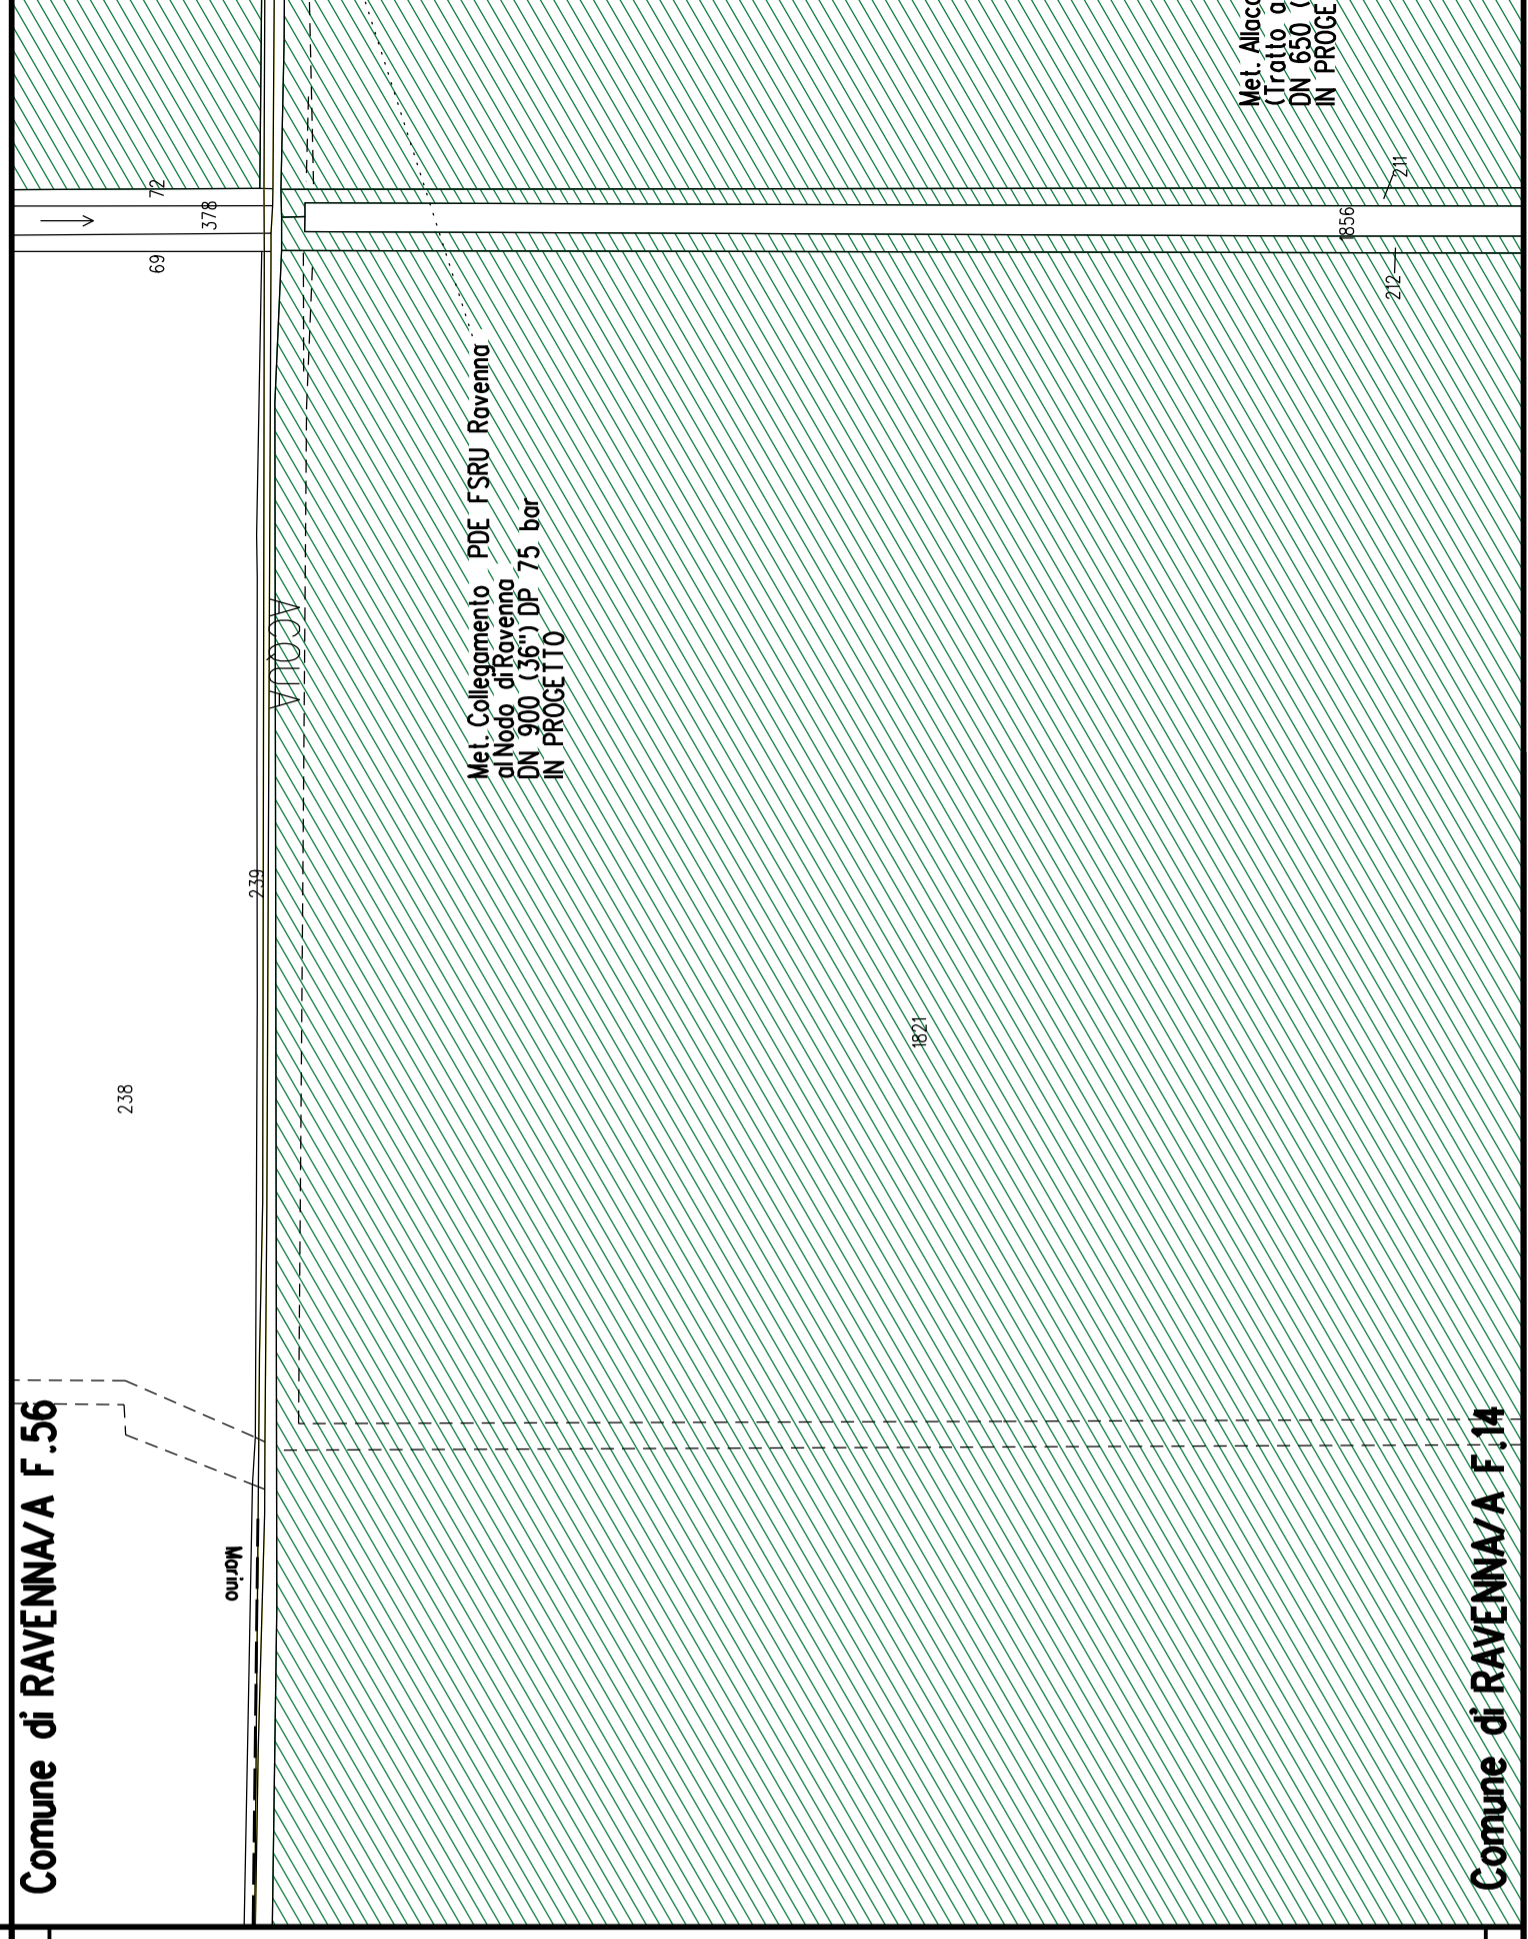 Met. Allacc
(Tratto a
DN 650 (
IN PROGE
72
378
69
211
1856
212
Met. Collegamento PDE FSRU Ravenna
al Nodo di Ravenna
DN 900 (36") DP 75 bar
IN PROGETTO
ACQUA
239
1821
238
Marino
Comune di RAVENNA/A F.56
Comune di RAVENNA/A F.14